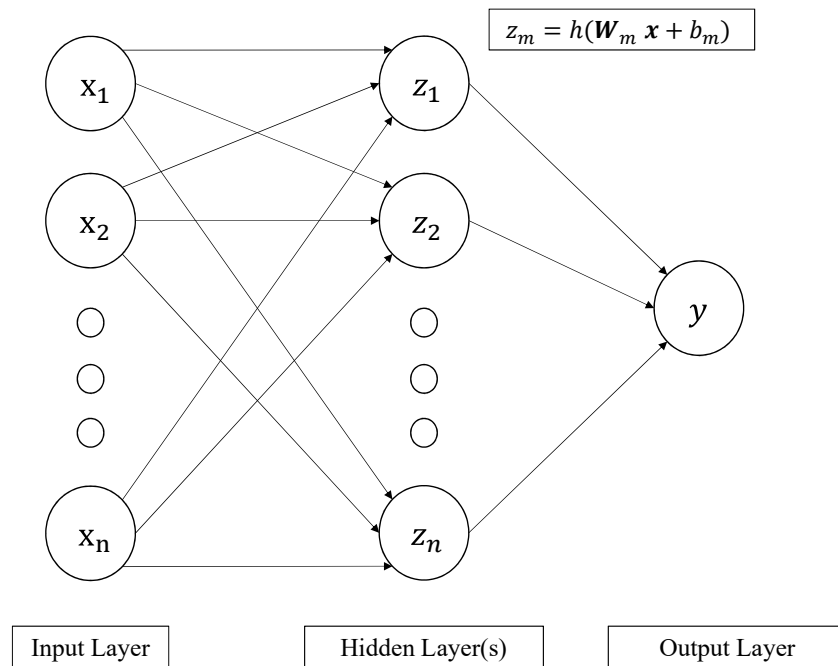 z_m = h(W_m x + b_m)
x_1
z_1
x_2
z_2
y
x_n
z_n
Input Layer
Hidden Layer(s)
Output Layer